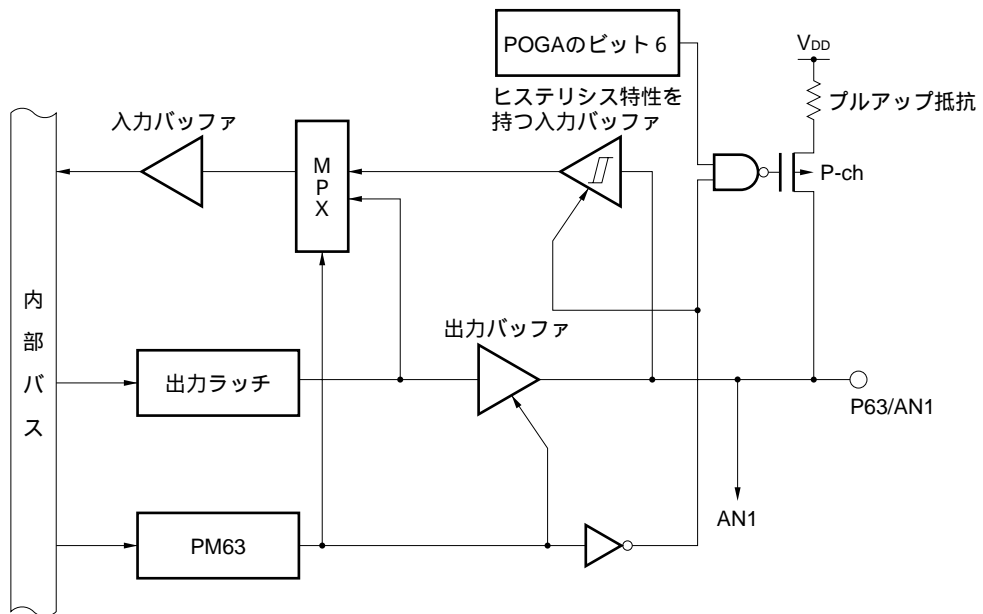 POGAのビット6
VDD
ヒステリシス特性を
持つ入力バッファ
プルアップ抵抗
入力バッファ
MPX
P-ch
内部バス
出力バッファ
出力ラッチ
P63/AN1
AN1
PM63